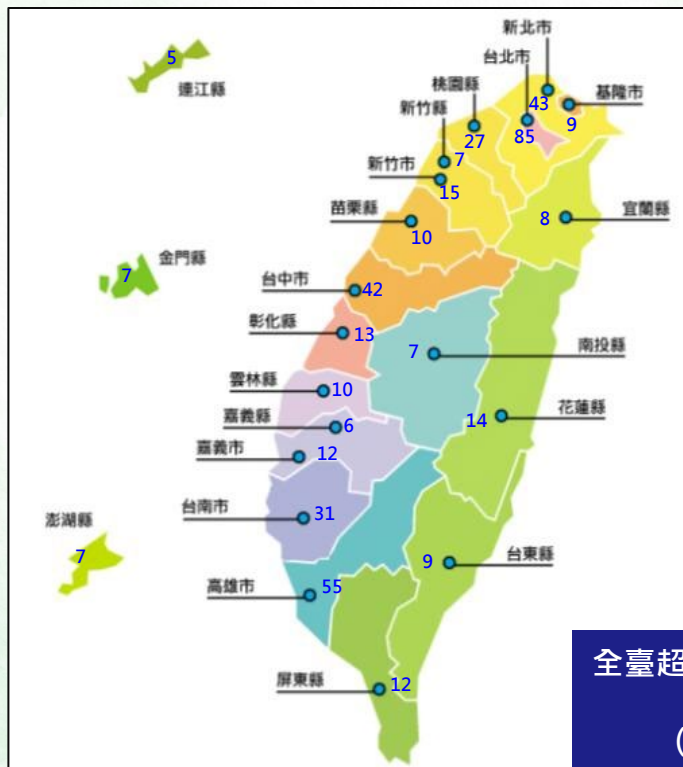 新北市
5
台北市
連江縣
桃園縣
43
基隆市
新竹縣
27
85
9
7
新竹市
15
苗栗縣
8
宜蘭縣
10
金門縣
7
台中市
42
彰化縣
13
7
南投縣
雲林縣
10
花蓮縣
14
嘉義縣
6
嘉義市
12
台南市
31
澎湖縣
7
9
台東縣
高雄市
55
屏東縣
12
全臺超
(